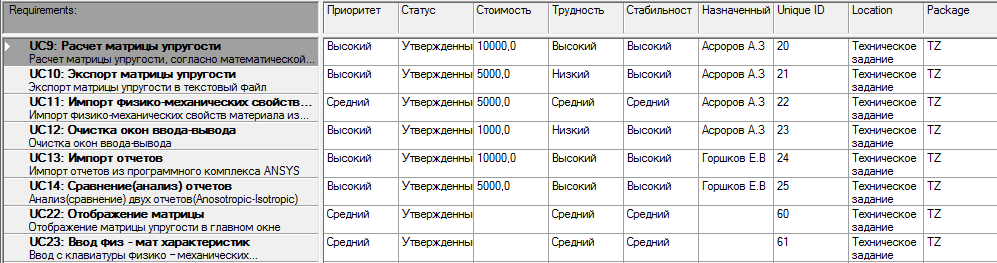 Requirements: Приоритет Статус Стоимость Трудность Стабильност Назначенный Unique ID Location Package
UC9: Расчет матрицы упругости Высокий Утвержденны 10000,0 Высокий Высокий Асроров А.З 20 Техническое TZ
Расчет матрицы упругости, согласно математической... задание
UC10: Экспорт матрицы упругости Высокий Утвержденны 5000,0 Низкий Высокий Асроров А.З 21 Техническое TZ
Экспорт матрицы упругости в текстовый файл задание
UC11: Импорт физико-механических свойств... Средний Утвержденны 5000,0 Средний Средний Асроров А.З 22 Техническое TZ
Импорт физико-механических свойств материала из... задание
UC12: Очистка окон ввода-вывода Высокий Утвержденны 1000,0 Низкий Высокий Асроров А.З 23 Техническое TZ
Очистка окон ввода-вывода задание
UC13: Импорт отчетов Высокий Утвержденны 10000,0 Высокий Высокий Горшков Е.В 24 Техническое TZ
Импорт отчетов из программного комплекса ANSYS задание
UC14: Сравнение(анализ) отчетов Высокий Утвержденны 5000,0 Высокий Высокий Горшков Е.В 25 Техническое TZ
Анализ(сравнение) двух отчетов(Anosotropic-Isotropic) задание
UC22: Отображение матрицы Средний Утвержденны Средний Средний 60 Техническое TZ
Отображение матрицы упругости в главном окне задание
UC23: Ввод физ - мат характеристик Средний Утвержденны Средний Средний 61 Техническое TZ
Ввод с клавиатуры физико – механических... задание